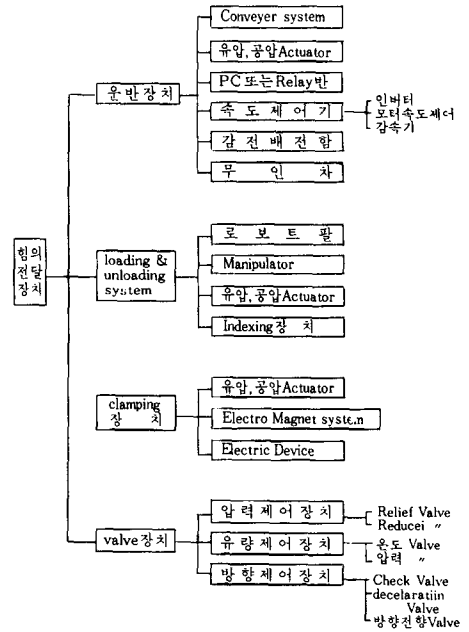 Conveyer system
유압,공압Actuator
PC 또는 Relay반
운반장치
속도제어기
인버터
모터속도제어
감속기
감전배전함
무인차
힘의
전달
장치
loading &
unloading
system
로보트팔
Manipulator
유압,공압Actuator
Indexing장치
clamping
장치
유압,공압Actuator
Electro Magnet system
Electric Device
valve장치
압력제어장치
Relief Valve
Reducei 〃
유량제어장치
온도 Valve
압력 〃
방향제어장치
Check Valve
decelaratiin
Valve
방향전향Valve